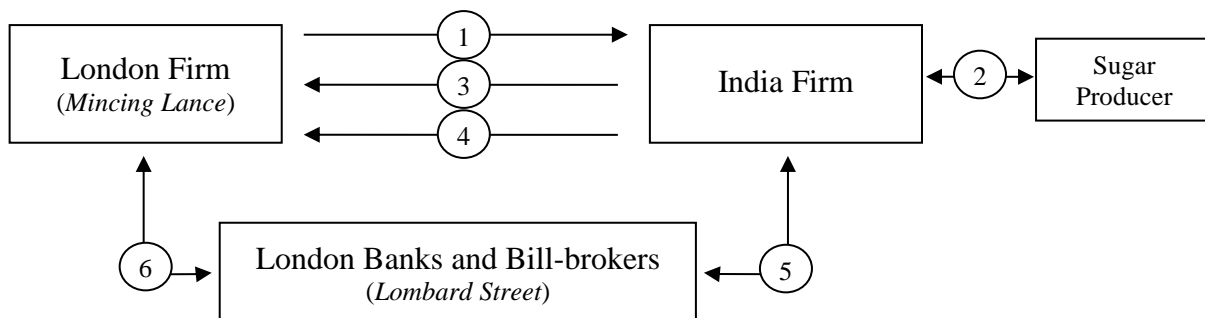 1
London Firm
(Mincing Lance)
3
India Firm
2
Sugar
Producer
4
6
London Banks and Bill-brokers
(Lombard Street)
5